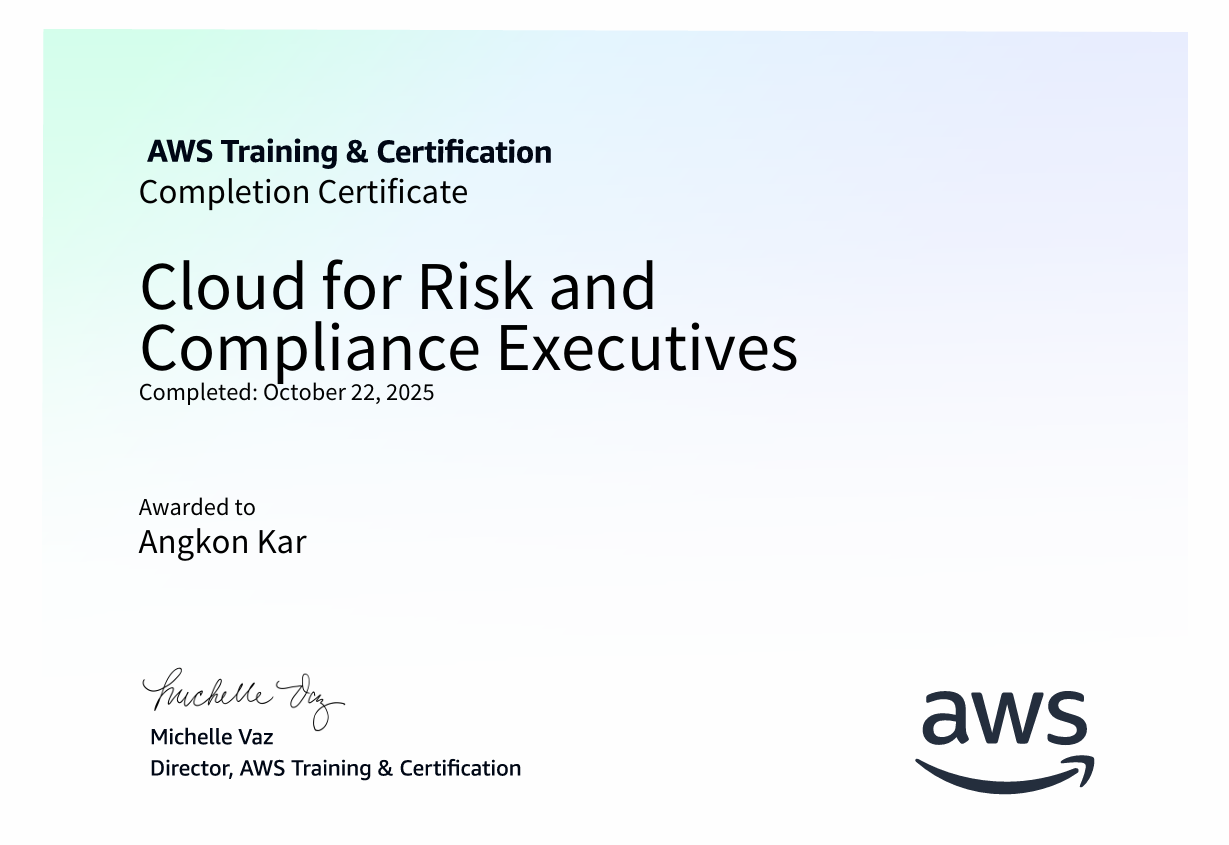 AWS Training & Certification
Completion Certificate
Cloud for Risk and
Compliance Executives
Completed: October 22, 2025
Awarded to
Angkon Kar
Michelle Vaz
Michelle Vaz
Director, AWS Training & Certification
aws